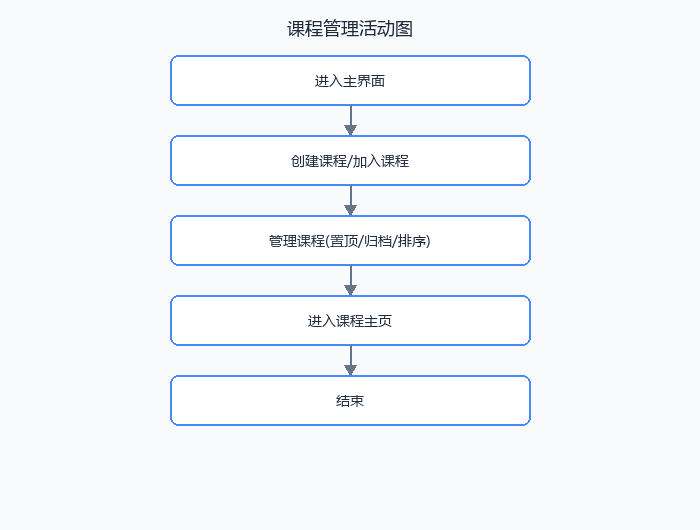 课程管理活动图
进入主界面
创建课程/加入课程
管理课程(置顶/归档/排序)
进入课程主页
结束